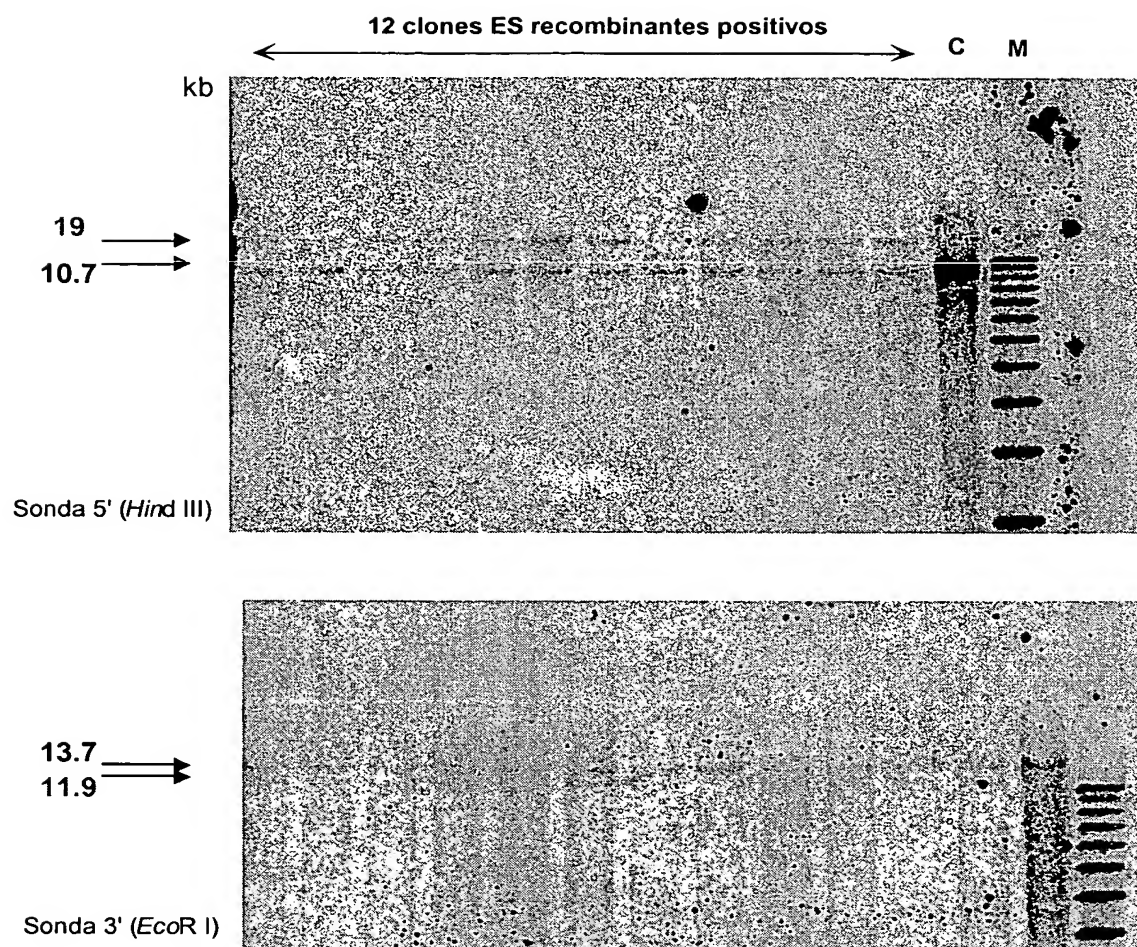 12 clones ES recombinantes positivos
C M
kb
19
10.7
Sonda 5' (Hind III)
13.7
11.9
Sonda 3' (EcoR I)